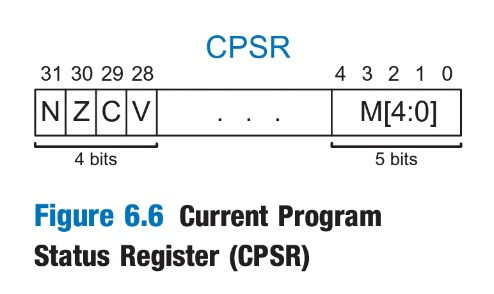 CPSR
31 30 29 28 4 3 2 1 0
N Z C V . . . M[4:0]
4 bits 5 bits
Figure 6.6 Current Program
Status Register (CPSR)